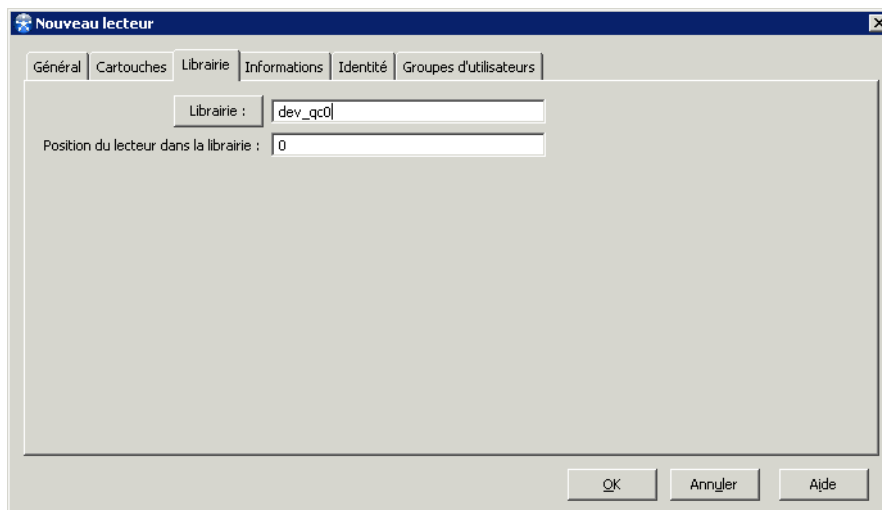 Nouveau lecteur
Général Cartouches Librairie Informations Identité Groupes d'utilisateurs
Librairie : dev_qc0
Position du lecteur dans la librairie : 0
OK Annuler Aide